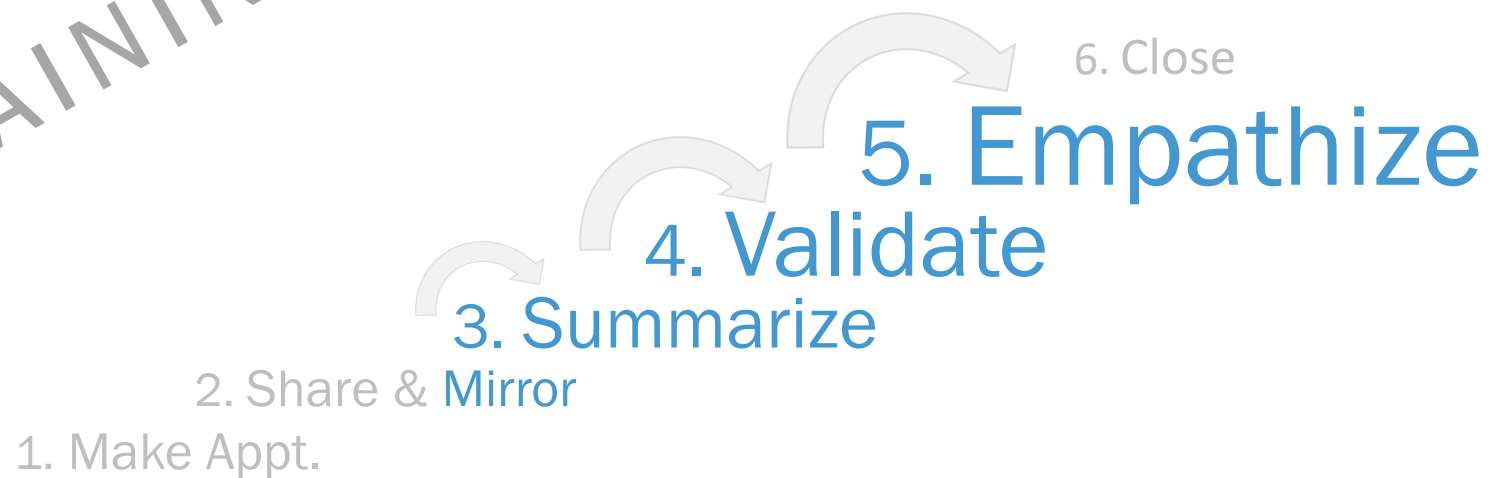 6. Close
5. Empathize
4. Validate
3. Summarize
2. Share & Mirror
1. Make Appt.